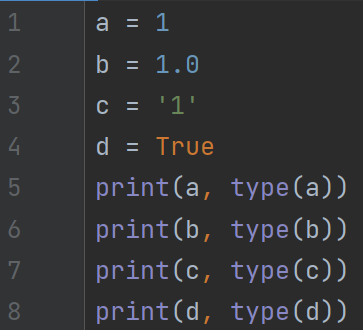 1 a = 1
2 b = 1.0
3 c = '1'
4 d = True
5 print(a, type(a))
6 print(b, type(b))
7 print(c, type(c))
8 print(d, type(d))